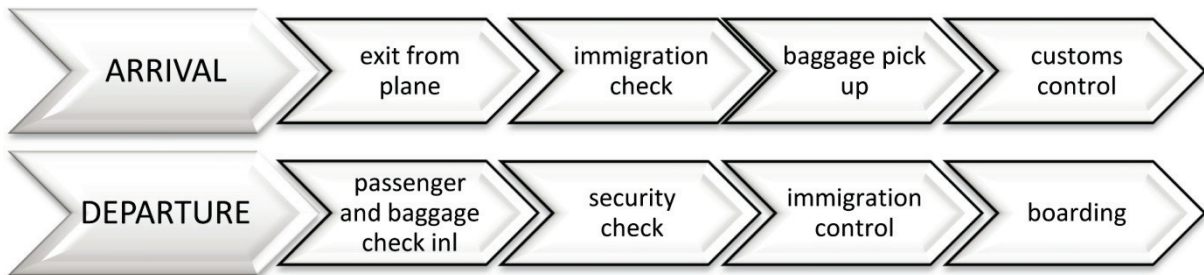 ARRIVAL
exit from
plane
immigration
check
baggage pick
up
customs
control
DEPARTURE
passenger
and baggage
check inl
security
check
immigration
control
boarding